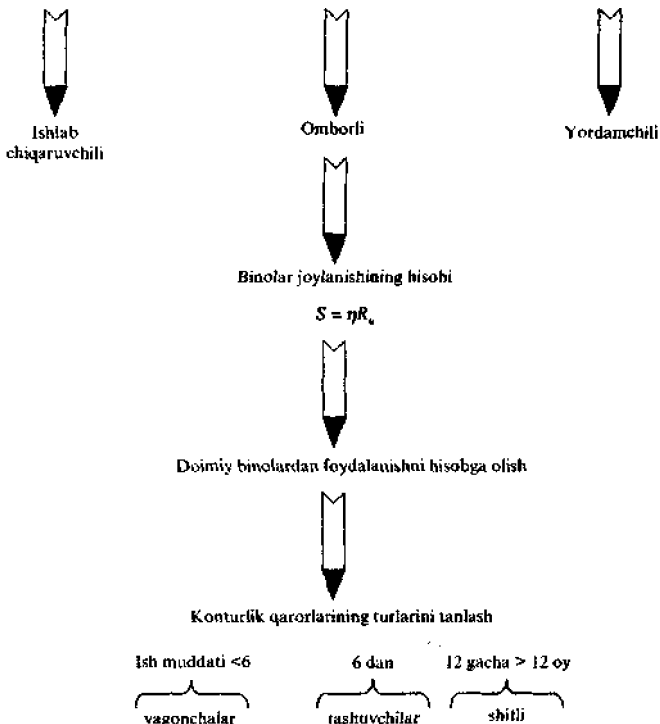 Ishlab
chiqaruvchili
Omborli
Yordamchili
Binolar joylanishining hisobi
S = ηRₙ
Doimiy binolardan foydalanishni hisobga olish
Konturlik qarorlarining turlarini tanlash
Ish muddati <6
6 dan
12 gacha > 12 oy
vagonchalar
tashuvchilar
shitli